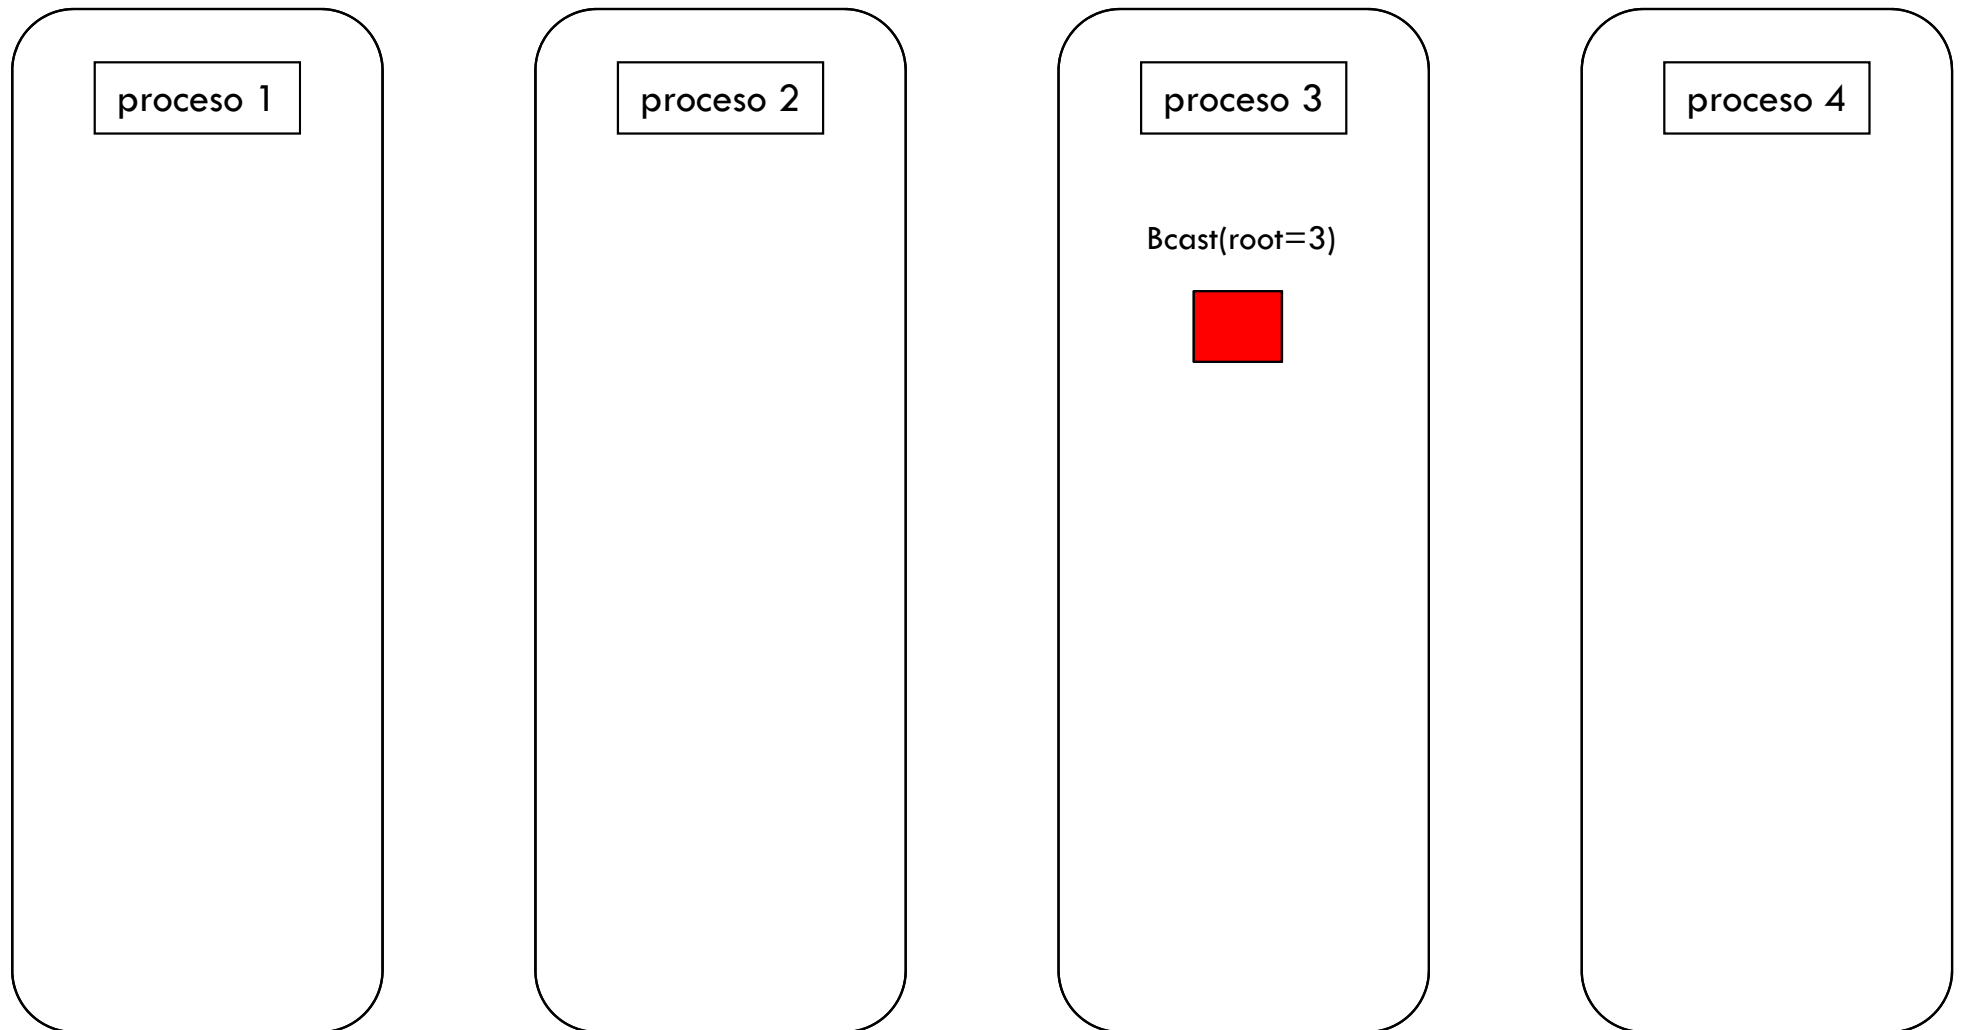 proceso 1
proceso 2
proceso 3
proceso 4
Bcast(root=3)